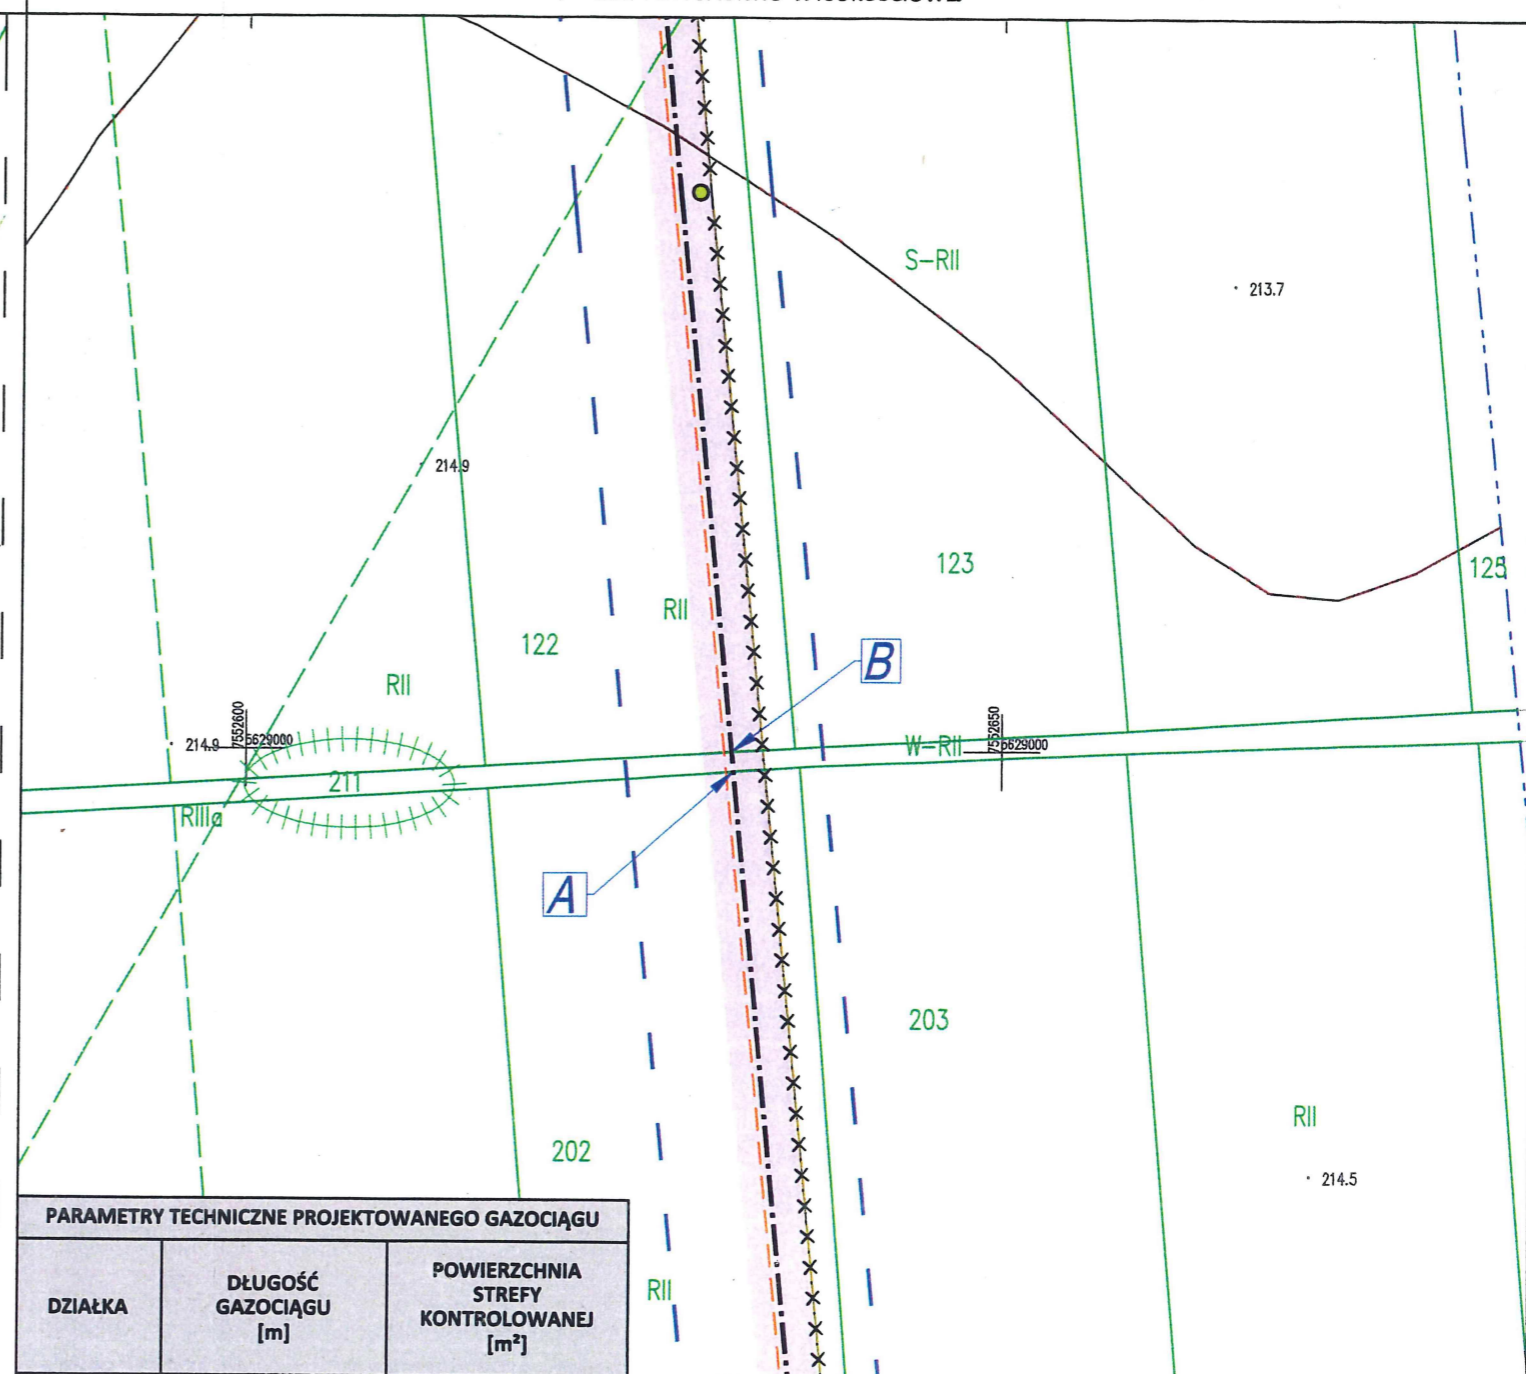 S-RII
213.7
214.9
123
125
RII
122
B
RII
7552600
5629000
214.9
7552650
5629000
W-RII
211
RIIIa
A
203
RII
202
214.5
PARAMETRY TECHNICZNE PROJEKTOWANEGO GAZOCIĄGU
DZIAŁKA
DŁUGOŚĆ
GAZOCIĄGU
[m]
POWIERZCHNIA
STREFY
KONTROLOWANEJ
[m²]
RII